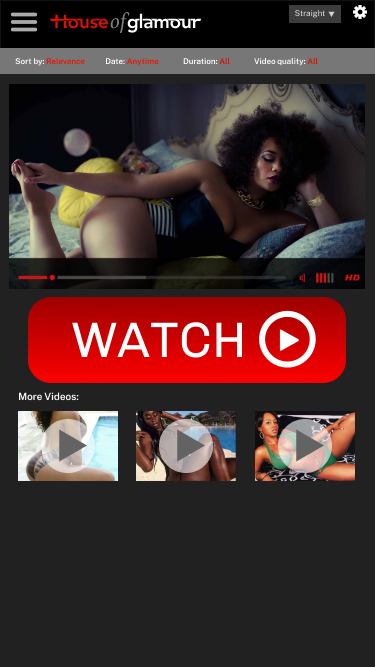 House of glamour
Straight ▼
Sort by: Relevance Date: Anytime Duration: All Video quality: All
HD
WATCH
More Videos: